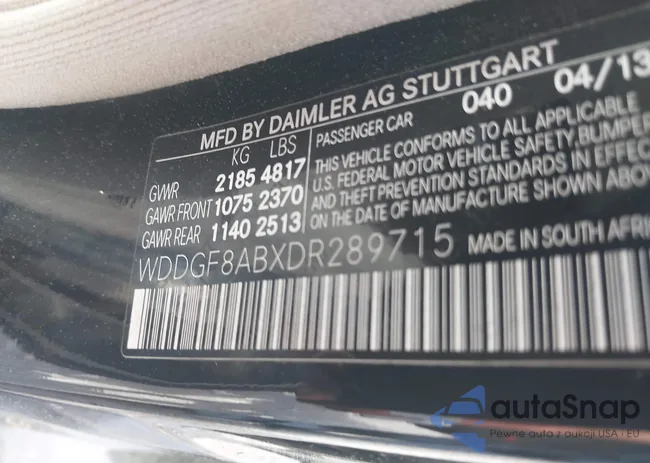 MFD BY DAIMLER AG STUTTGART
KG LBS
GVWR 2185 4817
GAWR FRONT 1075 2370
GAWR REAR 1140 2513
PASSENGER CAR 040 04/13
THIS VEHICLE CONFORMS TO ALL APPLICABLE
U.S. FEDERAL MOTOR VEHICLE SAFETY, BUMPER
AND THEFT PREVENTION STANDARDS IN EFFECT
ON THE DATE OF MANUFACTURE SHOWN ABOVE
WDDGF8ABXDR289715 MADE IN SOUTH AFRI
autaSnap
Pewne auta z aukcji USA i EU